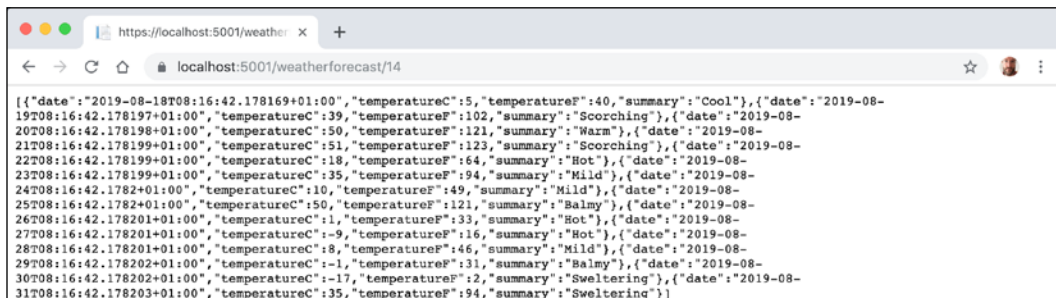 https://localhost:5001/weather
localhost:5001/weatherforecast/14
[{"date":"2019-08-18T08:16:42.178169+01:00","temperatureC":5,"temperatureF":40,"summary":"Cool"},{"date":"2019-08-
19T08:16:42.178197+01:00","temperatureC":39,"temperatureF":102,"summary":"Scorching"},{"date":"2019-08-
20T08:16:42.178198+01:00","temperatureC":50,"temperatureF":121,"summary":"Warm"},{"date":"2019-08-
21T08:16:42.178199+01:00","temperatureC":51,"temperatureF":123,"summary":"Scorching"},{"date":"2019-08-
22T08:16:42.178199+01:00","temperatureC":18,"temperatureF":64,"summary":"Hot"},{"date":"2019-08-
23T08:16:42.178199+01:00","temperatureC":35,"temperatureF":94,"summary":"Mild"},{"date":"2019-08-
24T08:16:42.1782+01:00","temperatureC":10,"temperatureF":49,"summary":"Mild"},{"date":"2019-08-
25T08:16:42.1782+01:00","temperatureC":50,"temperatureF":121,"summary":"Balmy"},{"date":"2019-08-
26T08:16:42.178201+01:00","temperatureC":1,"temperatureF":33,"summary":"Hot"},{"date":"2019-08-
27T08:16:42.178201+01:00","temperatureC":-9,"temperatureF":16,"summary":"Hot"},{"date":"2019-08-
28T08:16:42.178201+01:00","temperatureC":8,"temperatureF":46,"summary":"Mild"},{"date":"2019-08-
29T08:16:42.178202+01:00","temperatureC":-1,"temperatureF":31,"summary":"Balmy"},{"date":"2019-08-
30T08:16:42.178202+01:00","temperatureC":-17,"temperatureF":2,"summary":"Sweltering"},{"date":"2019-08-
31T08:16:42.178203+01:00","temperatureC":35,"temperatureF":94,"summary":"Sweltering"}]